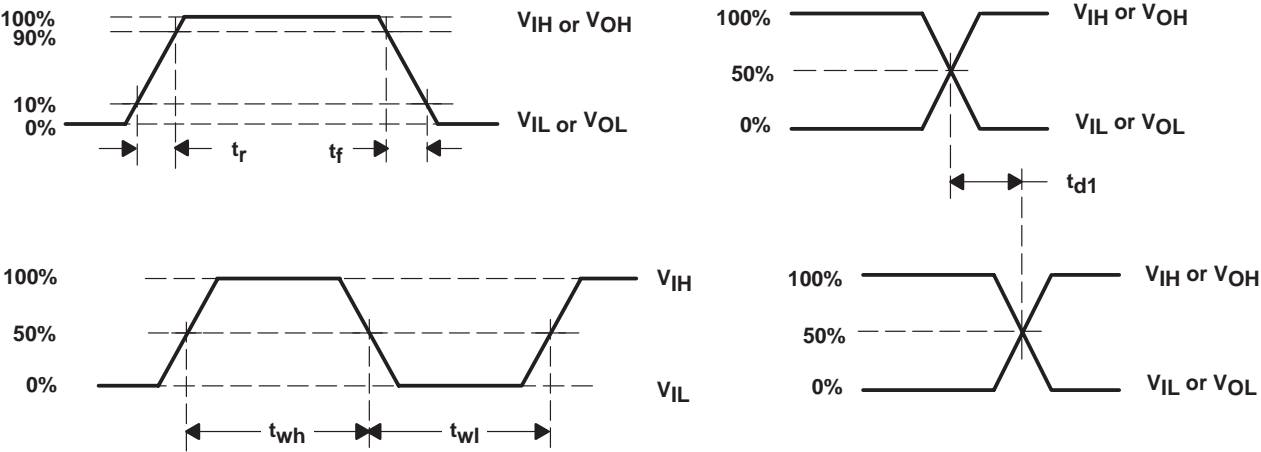 100%
90%
10%
0%
VIH or VOH
VIL or VOL
tr
tf
100%
50%
0%
VIH or VOH
VIL or VOL
td1
100%
50%
0%
VIH
VIL
twh
twl
100%
50%
0%
VIH or VOH
VIL or VOL